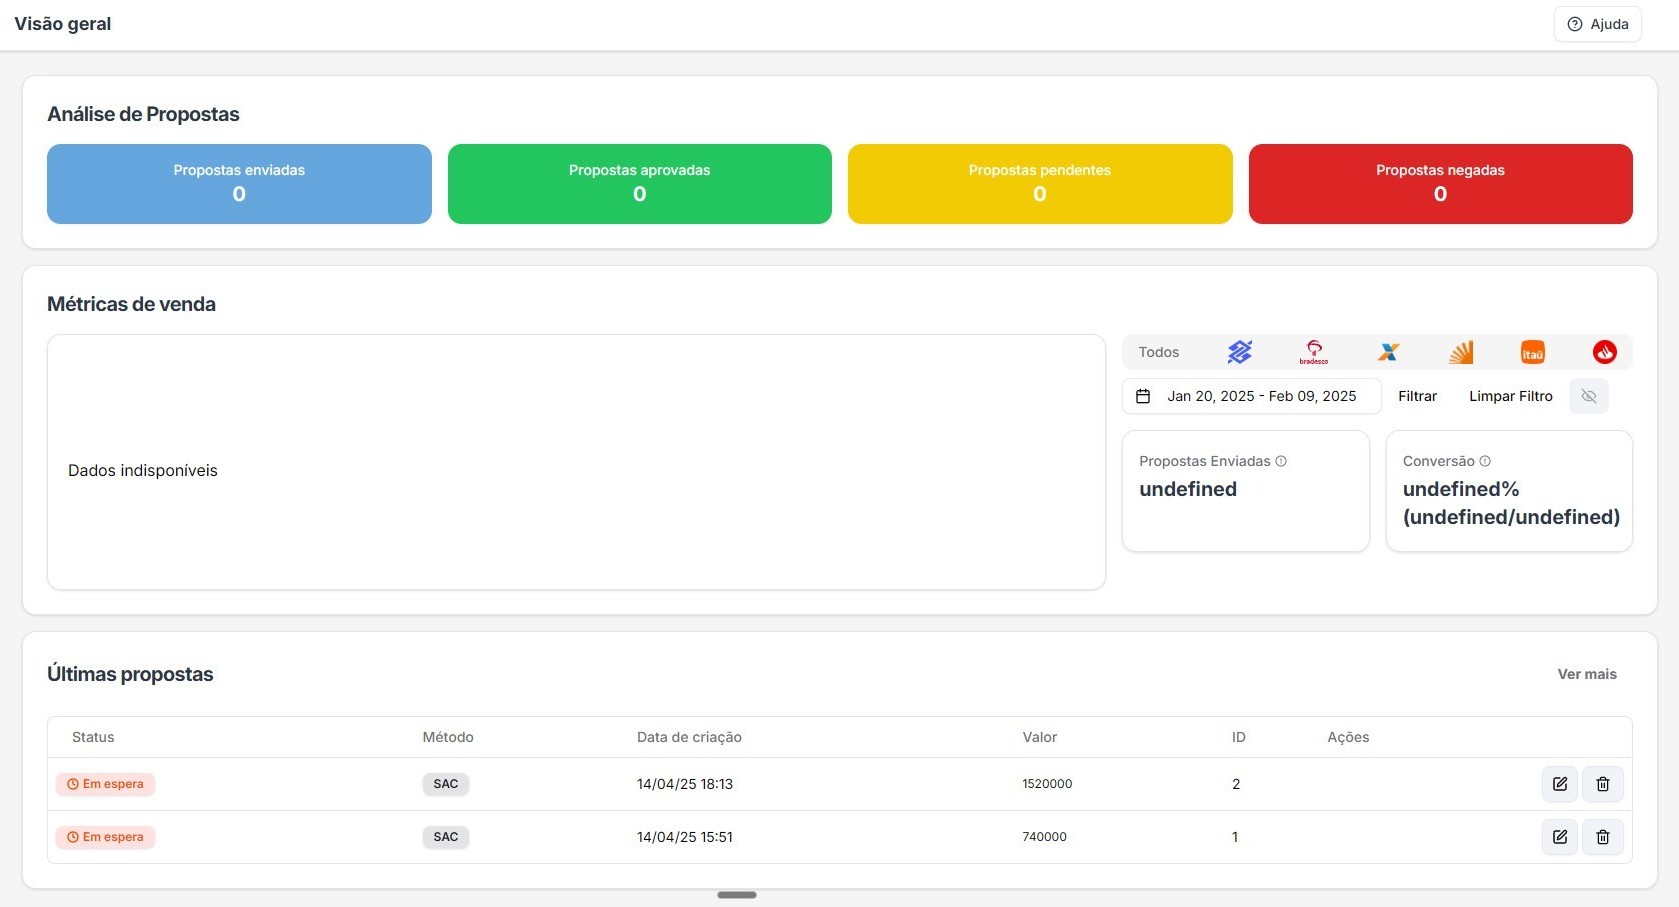 Visão geral
Ajuda
Análise de Propostas
Propostas enviadas
0
Propostas aprovadas
0
Propostas pendentes
0
Propostas negadas
0
Métricas de venda
Dados indisponíveis
Todos
bradesco
itaú
Jan 20, 2025 - Feb 09, 2025
Filtrar
Limpar Filtro
Propostas Enviadas
undefined
Conversão
undefined%
(undefined/undefined)
Últimas propostas
Ver mais
Status Método Data de criação Valor ID Ações
Em espera SAC 14/04/25 18:13 1520000 2
Em espera SAC 14/04/25 15:51 740000 1